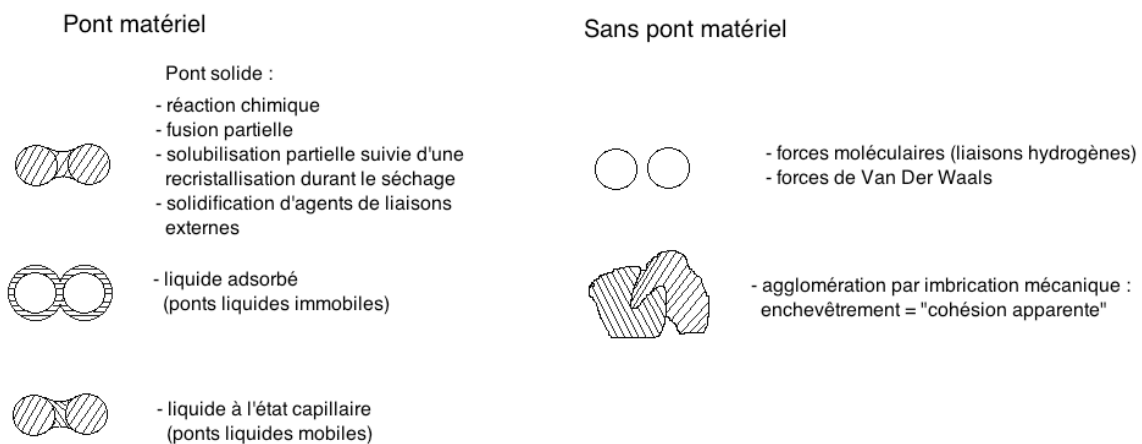 Pont matériel
Pont solide :
- réaction chimique
- fusion partielle
- solubilisation partielle suivie d'une
recristallisation durant le séchage
- solidification d'agents de liaisons
externes
- liquide adsorbé
(ponts liquides immobiles)
- liquide à l'état capillaire
(ponts liquides mobiles)
Sans pont matériel
- forces moléculaires (liaisons hydrogènes)
- forces de Van Der Waals
- agglomération par imbrication mécanique :
enchevêtrement = "cohésion apparente"